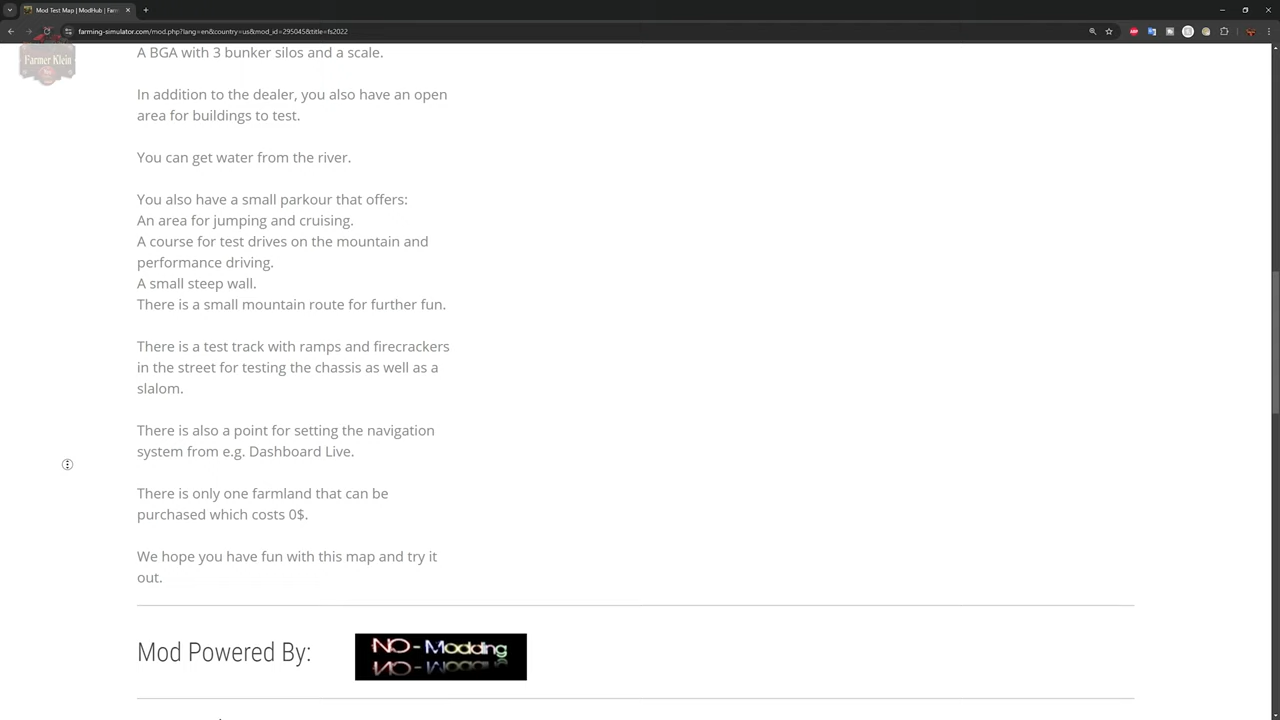 Mod Test Map | ModHub | Farm
farming-simulator.com/mod.php?lang=en&country=us&mod_id=295045&title=fs2022
Farmer Klein
A BGA with 3 bunker silos and a scale.
In addition to the dealer, you also have an open
area for buildings to test.
You can get water from the river.
You also have a small parkour that offers:
An area for jumping and cruising.
A course for test drives on the mountain and
performance driving.
A small steep wall.
There is a small mountain route for further fun.
There is a test track with ramps and firecrackers
in the street for testing the chassis as well as a
slalom.
There is also a point for setting the navigation
system from e.g. Dashboard Live.
There is only one farmland that can be
purchased which costs 0$.
We hope you have fun with this map and try it
out.
Mod Powered By:
NO - Modding